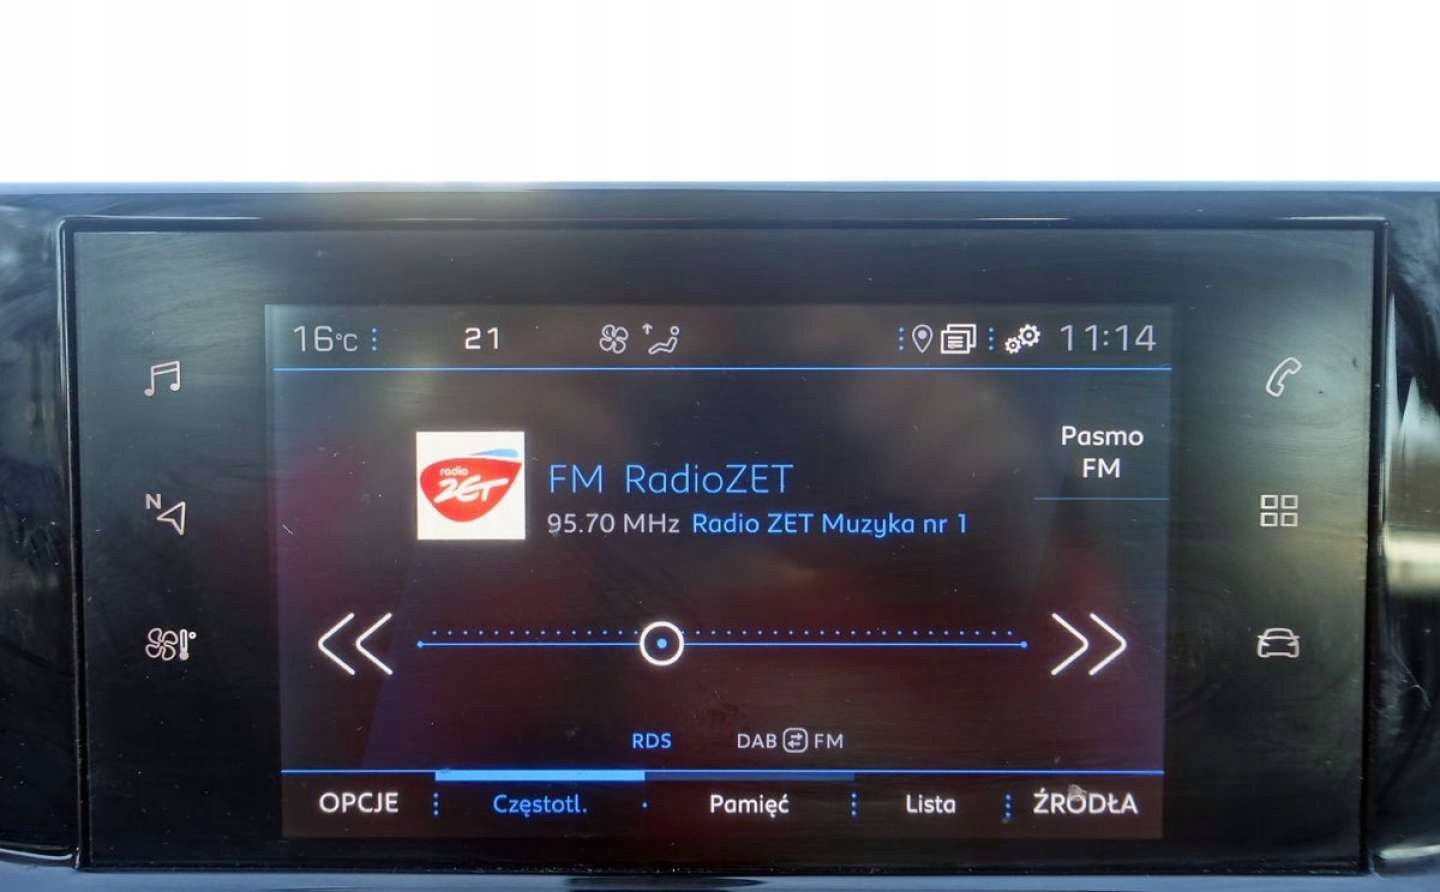 16°C 21 11:14
Pasmo
FM
radio
ZET
FM RadioZET
95.70 MHz Radio ZET Muzyka nr 1
N
RDS DAB FM
OPCJE Częstotl. Pamięć Lista ŹRÓDŁA